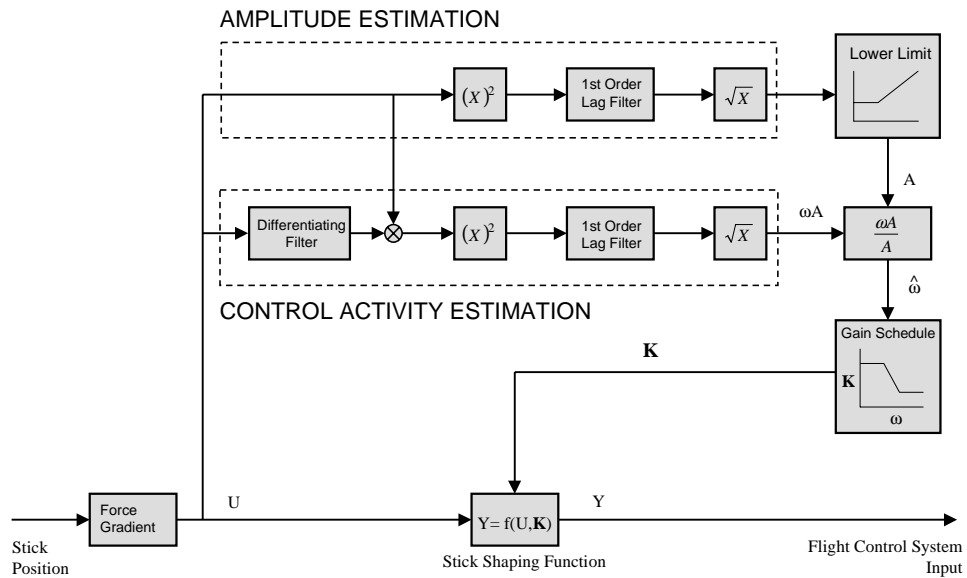 AMPLITUDE ESTIMATION
(X)²
1st Order
Lag Filter
√X
Lower Limit
A
Differentiating
Filter
(X)²
1st Order
Lag Filter
√X
ωA
ωA
A
ω̂
CONTROL ACTIVITY ESTIMATION
K
Gain Schedule
K
ω
Force
Gradient
U
Y= f(U,K)
Y
Stick
Position
Stick Shaping Function
Flight Control System
Input